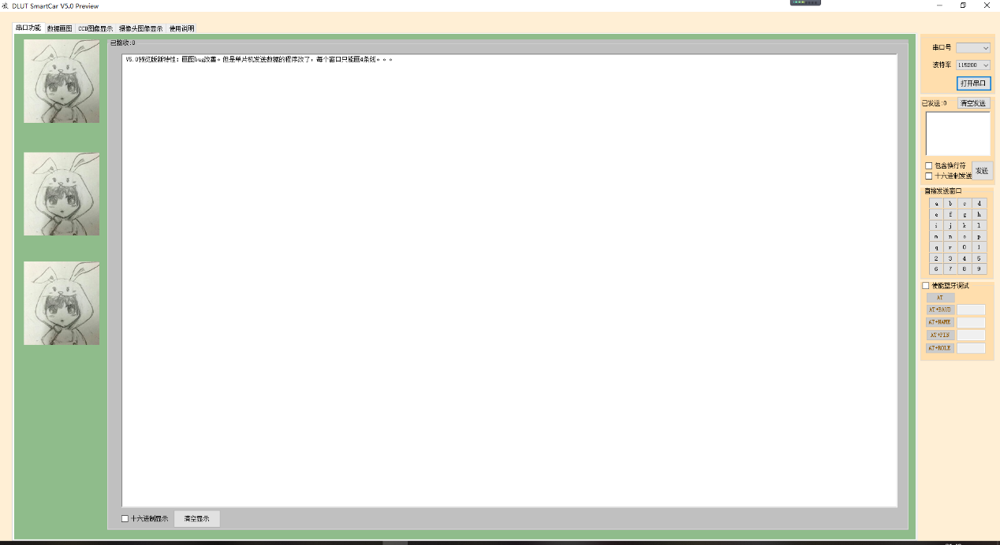 DLUT SmartCar V5.0 Preview
串口功能 数据画图 CCD图像显示 摄像头图像显示 使用说明
已接收:0
V5.0预览版新特性：画图bug改塞。但是单片机发送数据的程序改了，每个窗口只能画4条线。。。
十六进制显示 清空显示
串口号
波特率 115200
打开串口
已发送:0 清空发送
包含换行符
十六进制发送
发送
直接发送窗口
a b c d
e f g h
i j k l
m n o p
q r 0 1
2 3 4 5
6 7 8 9
使能蓝牙调试
AT
AT+BAUD
AT+NAME
AT+PIN
AT+ROLE